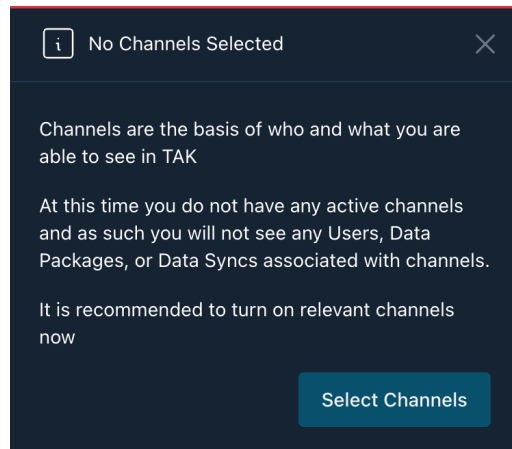 i No Channels Selected
Channels are the basis of who and what you are
able to see in TAK
At this time you do not have any active channels
and as such you will not see any Users, Data
Packages, or Data Syncs associated with channels.
It is recommended to turn on relevant channels
now
Select Channels